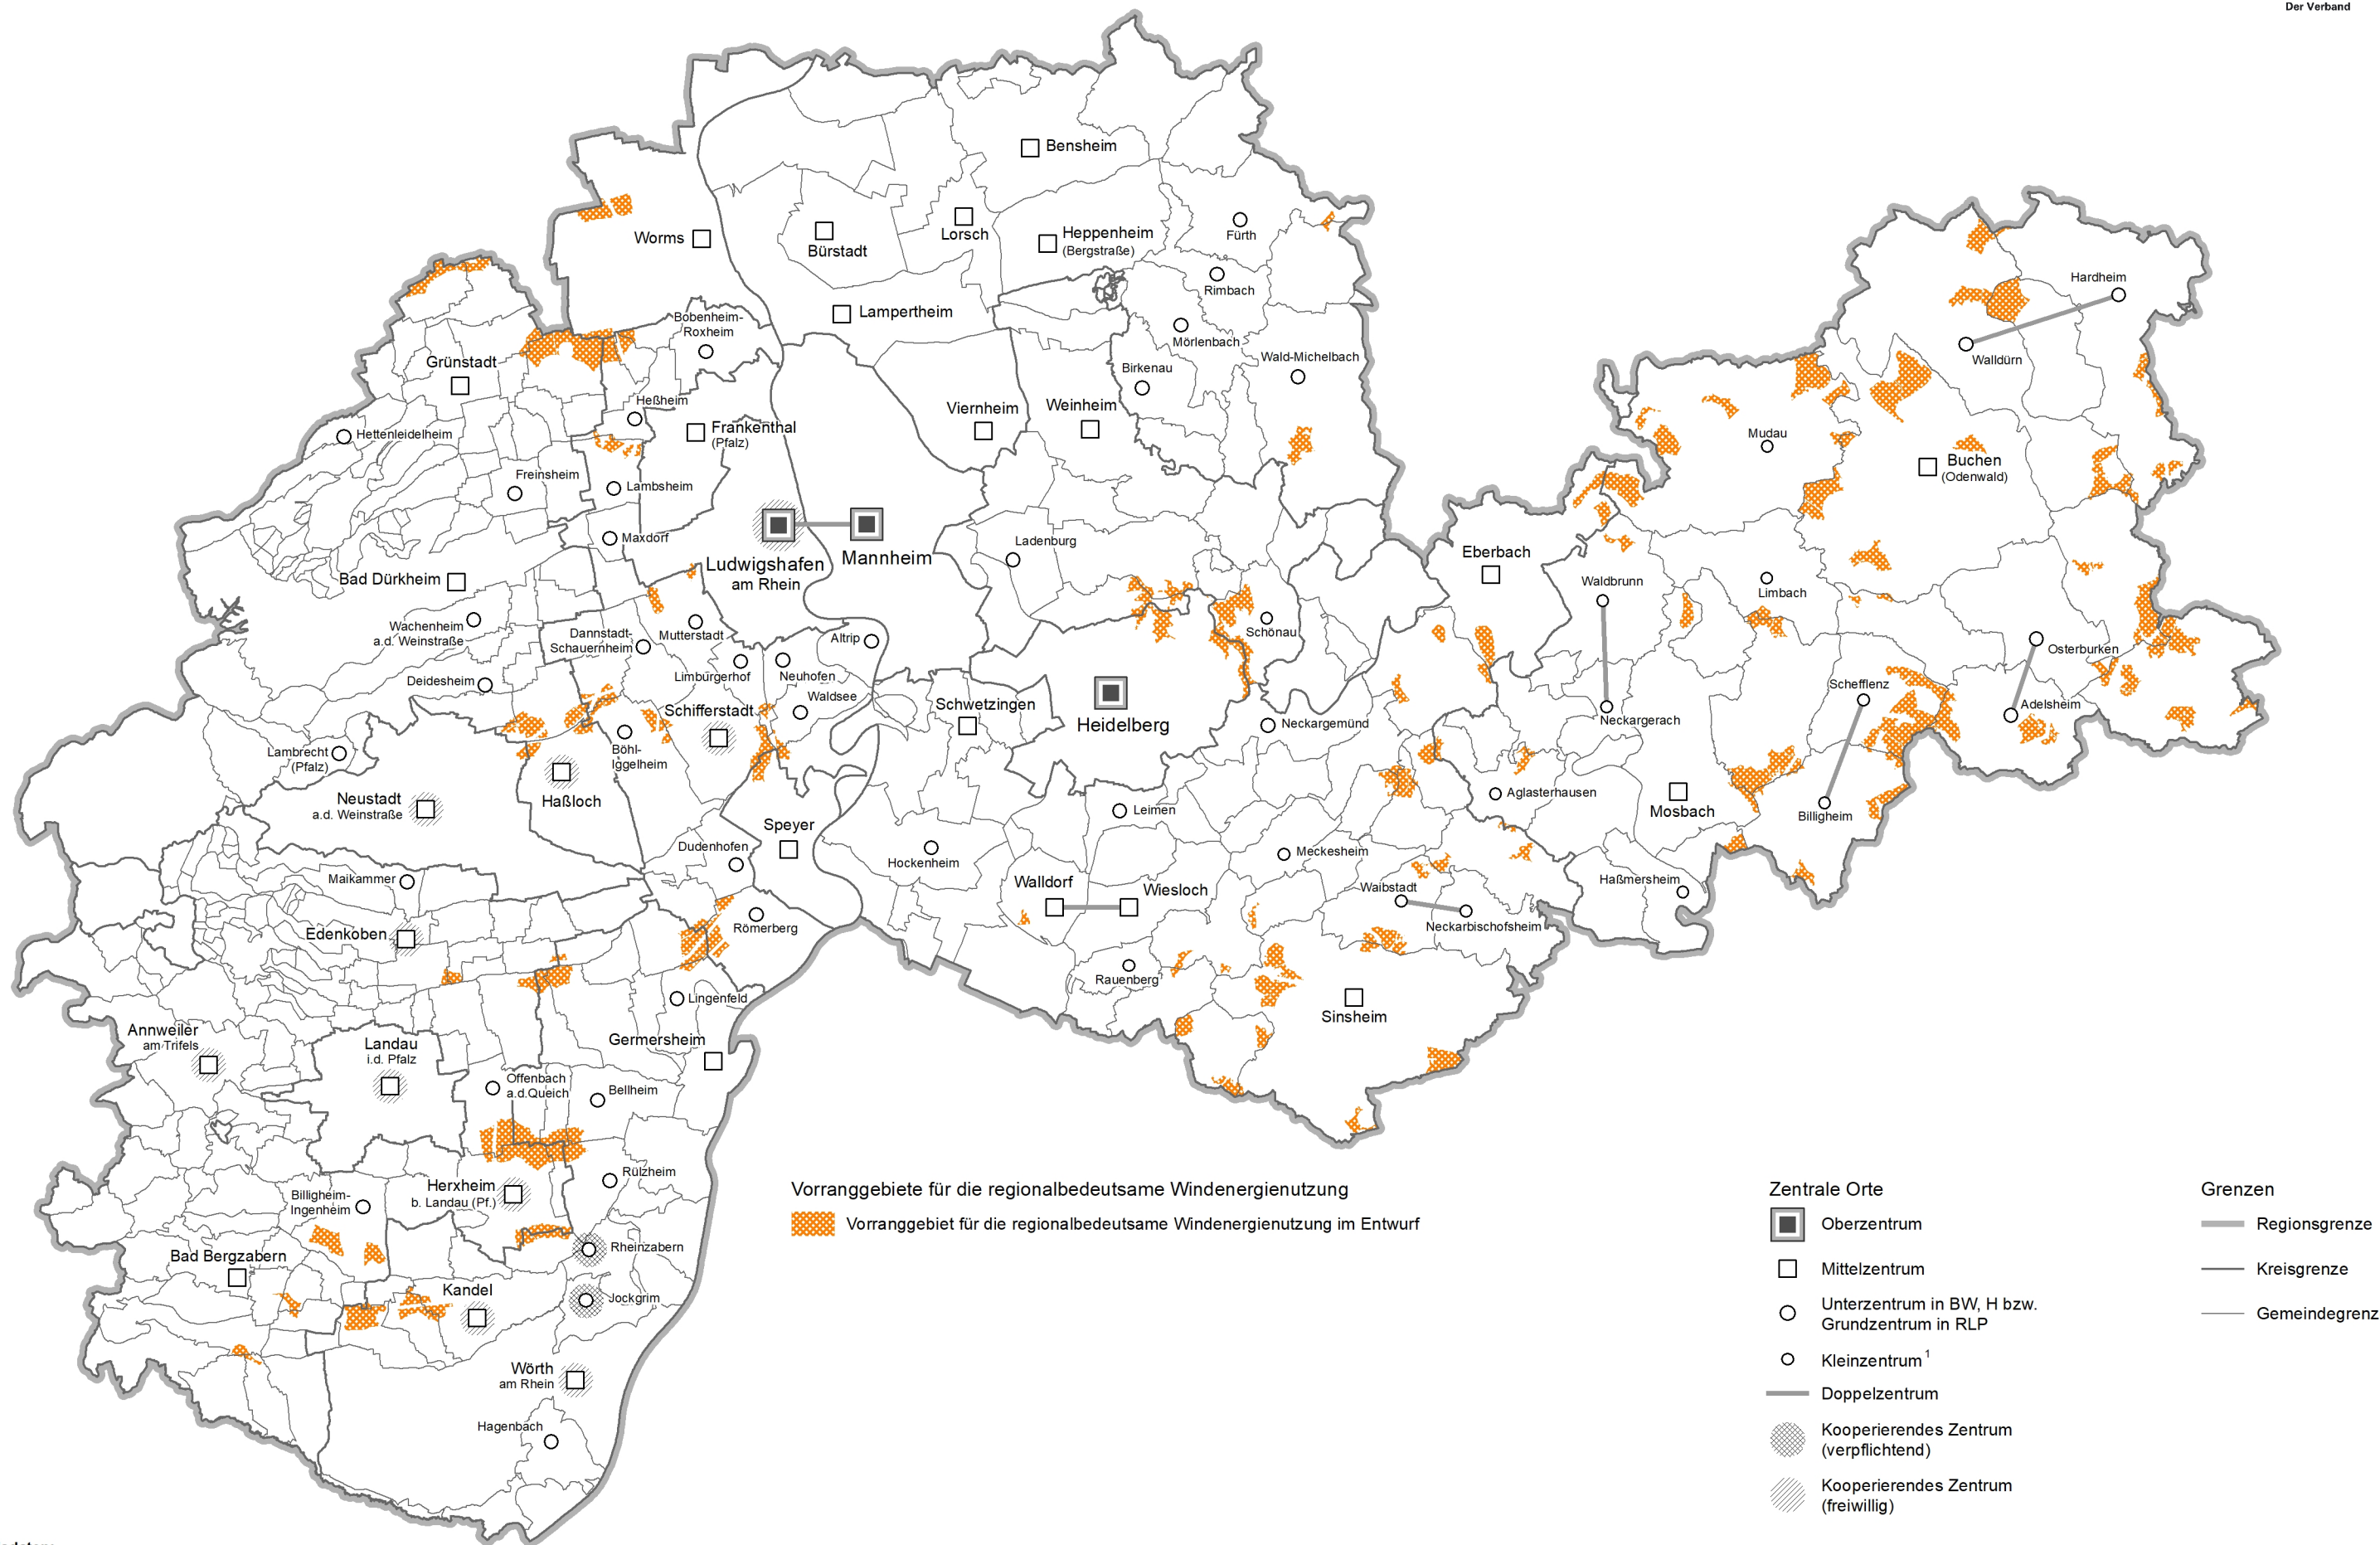 Der Verband
Bensheim
Worms
Bürstadt
Lorsch
Heppenheim
(Bergstraße)
Fürth
Rimbach
Hardheim
Lampertheim
Bobenheim-
Roxheim
Mörlenbach
Walldürn
Grünstadt
Birkenau
Wald-Michelbach
Heßheim
Viernheim
Weinheim
Hettenleidelheim
Frankenthal
(Pfalz)
Mudau
Buchen
(Odenwald)
Freinsheim
Lambsheim
Maxdorf
Ludwigshafen
am Rhein
Mannheim
Ladenburg
Eberbach
Bad Dürkheim
Waldbrunn
Limbach
Wachenheim
a.d. Weinstraße
Dannstadt-
Schauernheim
Mutterstadt
Altrip
Schönau
Osterburken
Deidesheim
Limburgerhof
Neuhofen
Waldsee
Schefflenz
Adelsheim
Schifferstadt
Schwetzingen
Heidelberg
Neckargemünd
Neckargerach
Lambrecht
(Pfalz)
Böhl-
Iggelheim
Neustadt
a.d. Weinstraße
Haßloch
Aglasterhausen
Mosbach
Billigheim
Leimen
Speyer
Dudenhofen
Hockenheim
Meckesheim
Maikammer
Walldorf
Wiesloch
Waibstadt
Haßmersheim
Edenkoben
Römerberg
Neckarbischofsheim
Rauenberg
Lingenfeld
Sinsheim
Annweiler
am Trifels
Landau
i.d. Pfalz
Germersheim
Offenbach
a.d.Queich
Bellheim
Rülzheim
Herxheim
b. Landau (Pf.)
Billigheim-
Ingenheim
Rheinzabern
Bad Bergzabern
Kandel
Jockgrim
Wörth
am Rhein
Hagenbach
Vorranggebiete für die regionalbedeutsame Windenergienutzung
Vorranggebiet für die regionalbedeutsame Windenergienutzung im Entwurf
Zentrale Orte
Oberzentrum
Mittelzentrum
Unterzentrum in BW, H bzw.
Grundzentrum in RLP
Kleinzentrum 1
Doppelzentrum
Kooperierendes Zentrum
(verpflichtend)
Kooperierendes Zentrum
(freiwillig)
Grenzen
Regionsgrenze
Kreisgrenze
Gemeindegrenz